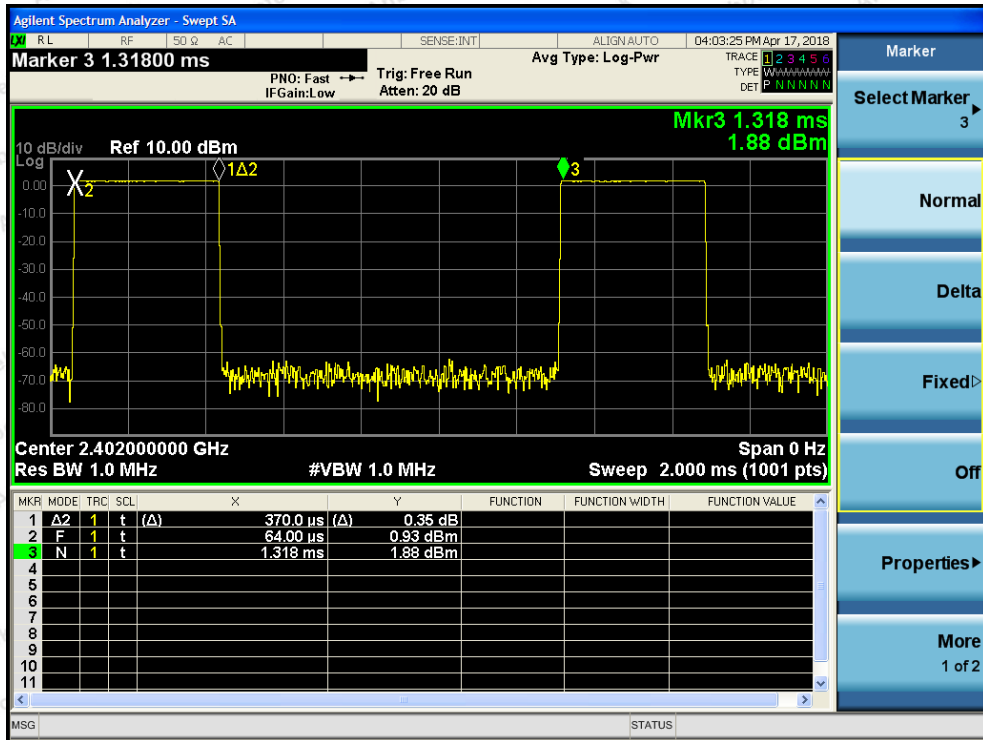 Agilent Spectrum Analyzer - Swept SA
LXI RL RF 50 Ω AC SENSE:INT ALIGN AUTO 04:03:25 PM Apr 17, 2018
Marker 3 1.31800 ms
PNO: Fast
IFGain:Low
Trig: Free Run
Atten: 20 dB
Avg Type: Log-Pwr
TRACE 1 2 3 4 5 6
TYPE WWWWWW
DET P N N N N N
Mkr3 1.318 ms
1.88 dBm
10 dB/div Ref 10.00 dBm
Log
0.00
-10.0
-20.0
-30.0
-40.0
-50.0
-60.0
-70.0
-80.0
2
1Δ2
3
Center 2.402000000 GHz Span 0 Hz
Res BW 1.0 MHz #VBW 1.0 MHz Sweep 2.000 ms (1001 pts)
MKR MODE TRC SCL X Y FUNCTION FUNCTION WIDTH FUNCTION VALUE
1 Δ2 1 t (Δ) 370.0 µs (Δ) 0.35 dB
2 F 1 t 64.00 µs 0.93 dBm
3 N 1 t 1.318 ms 1.88 dBm
4
5
6
7
8
9
10
11
MSG STATUS
Marker
Select Marker
3
Normal
Delta
Fixed
Off
Properties
More
1 of 2